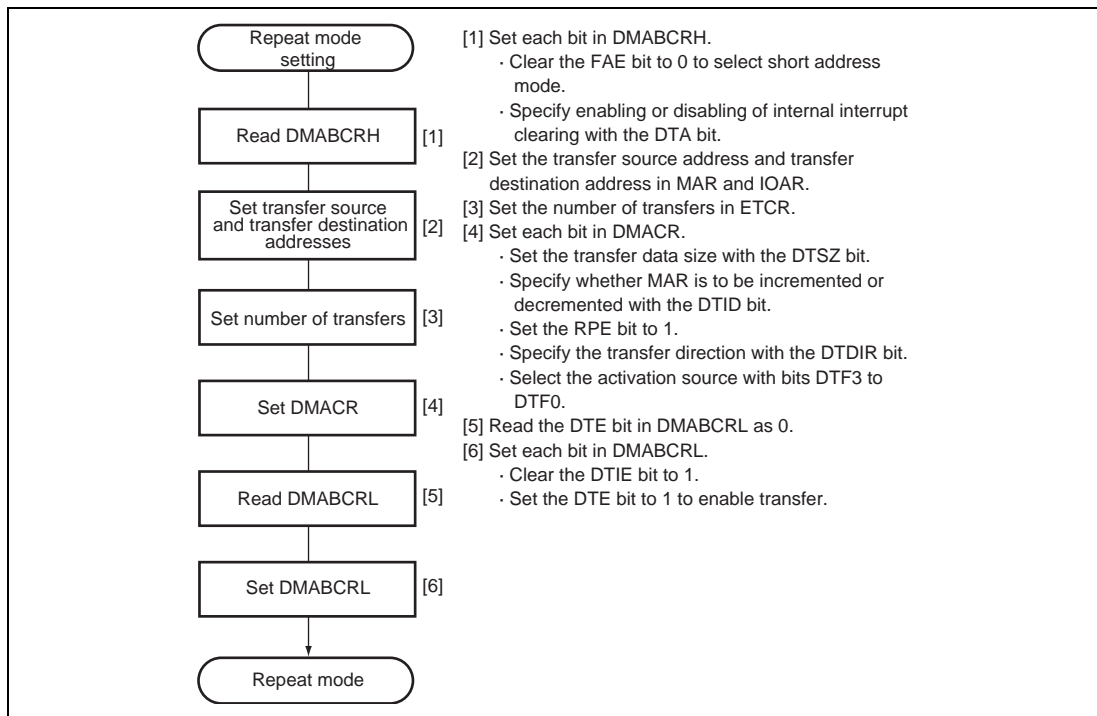 Repeat mode
setting
Read DMABCRH
[1]
Set transfer source
and transfer destination
addresses
[2]
Set number of transfers
[3]
Set DMACR
[4]
Read DMABCRL
[5]
Set DMABCRL
[6]
Repeat mode
[1] Set each bit in DMABCRH.
· Clear the FAE bit to 0 to select short address
mode.
· Specify enabling or disabling of internal interrupt
clearing with the DTA bit.
[2] Set the transfer source address and transfer
destination address in MAR and IOAR.
[3] Set the number of transfers in ETCR.
[4] Set each bit in DMACR.
· Set the transfer data size with the DTSZ bit.
· Specify whether MAR is to be incremented or
decremented with the DTID bit.
· Set the RPE bit to 1.
· Specify the transfer direction with the DTDIR bit.
· Select the activation source with bits DTF3 to
DTF0.
[5] Read the DTE bit in DMABCRL as 0.
[6] Set each bit in DMABCRL.
· Clear the DTIE bit to 1.
· Set the DTE bit to 1 to enable transfer.